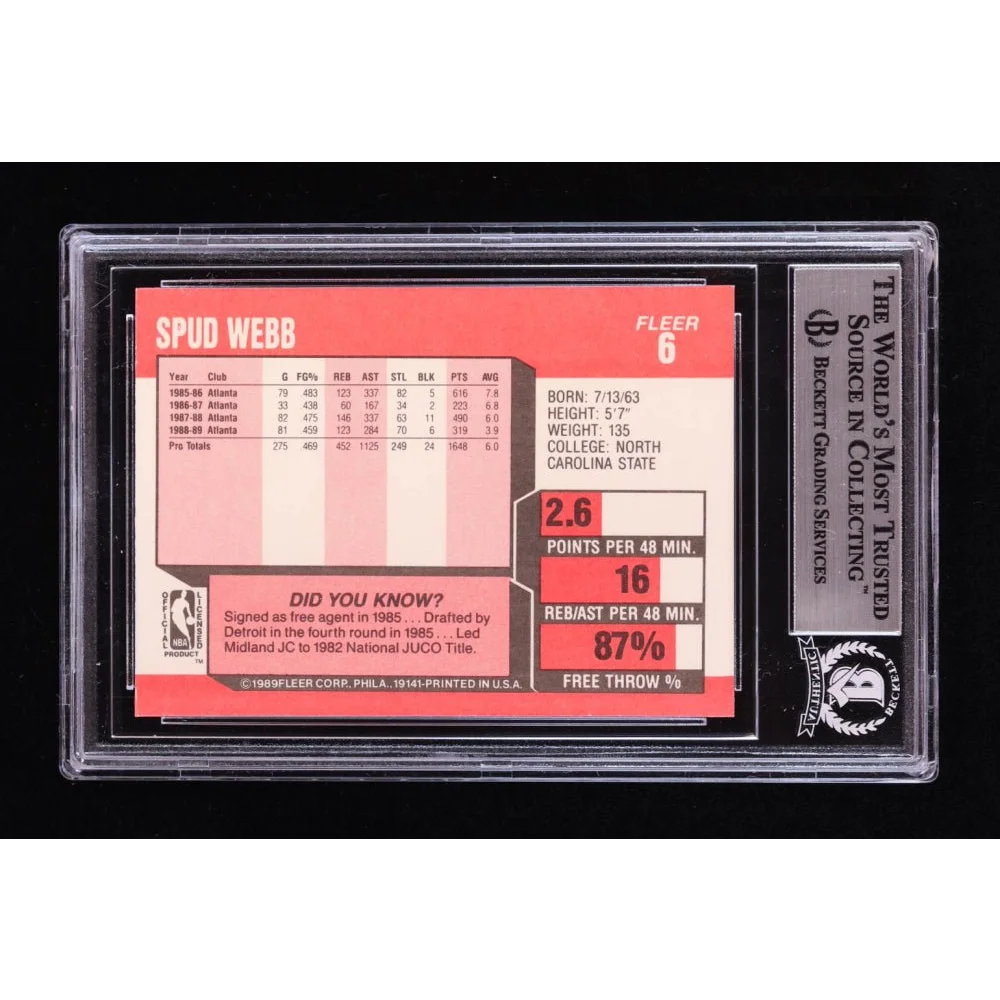 SPUD WEBB
FLEER
6
Year Club G FG% REB AST STL BLK PTS AVG
1985-86 Atlanta 79 .483 123 337 82 5 616 7.8
1986-87 Atlanta 33 .438 60 167 34 2 223 6.8
1987-88 Atlanta 82 .475 146 337 63 11 490 6.0
1988-89 Atlanta 81 .459 123 284 70 6 319 3.9
Pro Totals 275 .469 452 1125 249 24 1648 6.0
BORN: 7/13/63
HEIGHT: 5'7"
WEIGHT: 135
COLLEGE: NORTH
CAROLINA STATE
2.6
POINTS PER 48 MIN.
16
REB/AST PER 48 MIN.
87%
FREE THROW %
DID YOU KNOW?
Signed as free agent in 1985 . . . Drafted by
Detroit in the fourth round in 1985 . . . Led
Midland JC to 1982 National JUCO Title.
OFFICIAL
LICENSED
NBA
PRODUCT
TM
©1989 FLEER CORP., PHILA., 19141-PRINTED IN U.S.A.
THE WORLD'S MOST TRUSTED
SOURCE IN COLLECTING™
B BECKETT GRADING SERVICES
AUTHENTIC
B
BECKETT